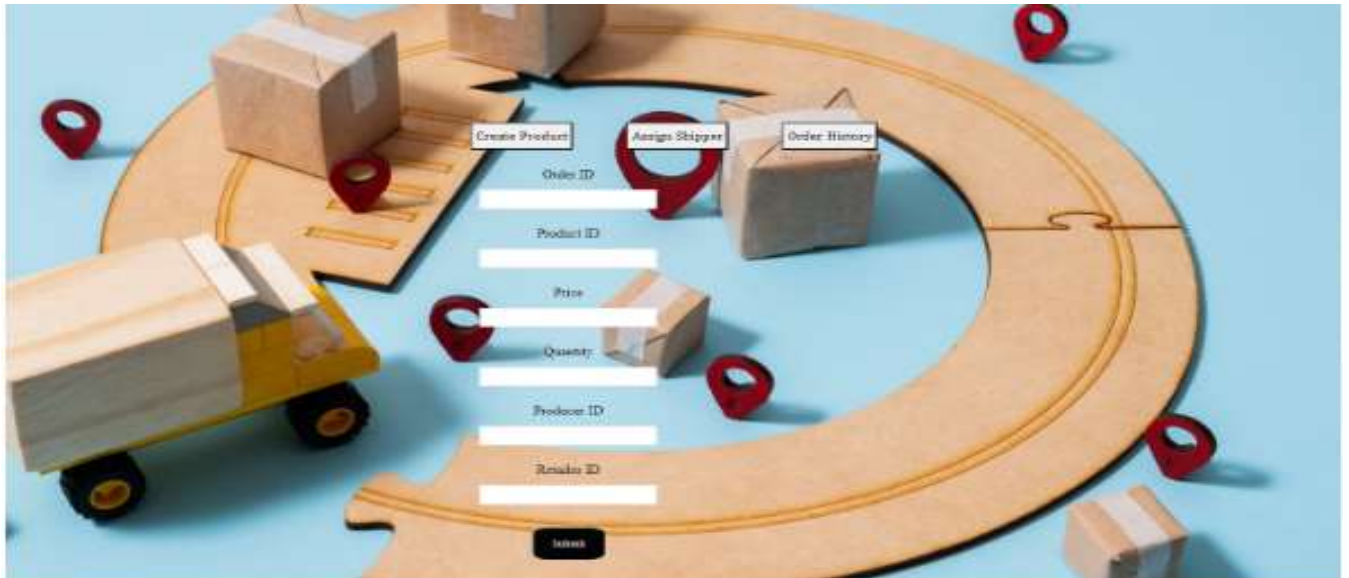 Create Product Assign Shipper Order History
Order ID
Product ID
Price
Quantity
Producer ID
Retailer ID
Submit